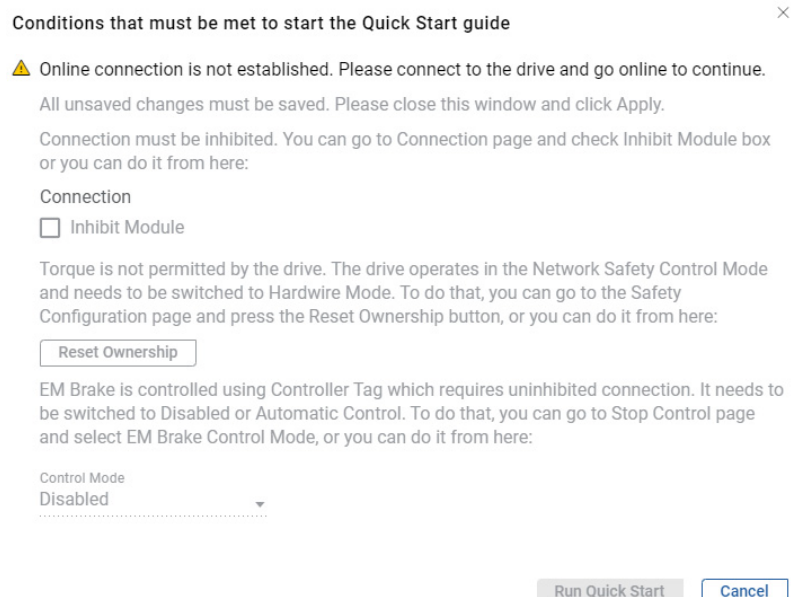 Conditions that must be met to start the Quick Start guide
Online connection is not established. Please connect to the drive and go online to continue.
All unsaved changes must be saved. Please close this window and click Apply.
Connection must be inhibited. You can go to Connection page and check Inhibit Module box
or you can do it from here:
Connection
Inhibit Module
Torque is not permitted by the drive. The drive operates in the Network Safety Control Mode
and needs to be switched to Hardwire Mode. To do that, you can go to the Safety
Configuration page and press the Reset Ownership button, or you can do it from here:
Reset Ownership
EM Brake is controlled using Controller Tag which requires uninhibited connection. It needs to
be switched to Disabled or Automatic Control. To do that, you can go to Stop Control page
and select EM Brake Control Mode, or you can do it from here:
Control Mode
Disabled
Run Quick Start
Cancel